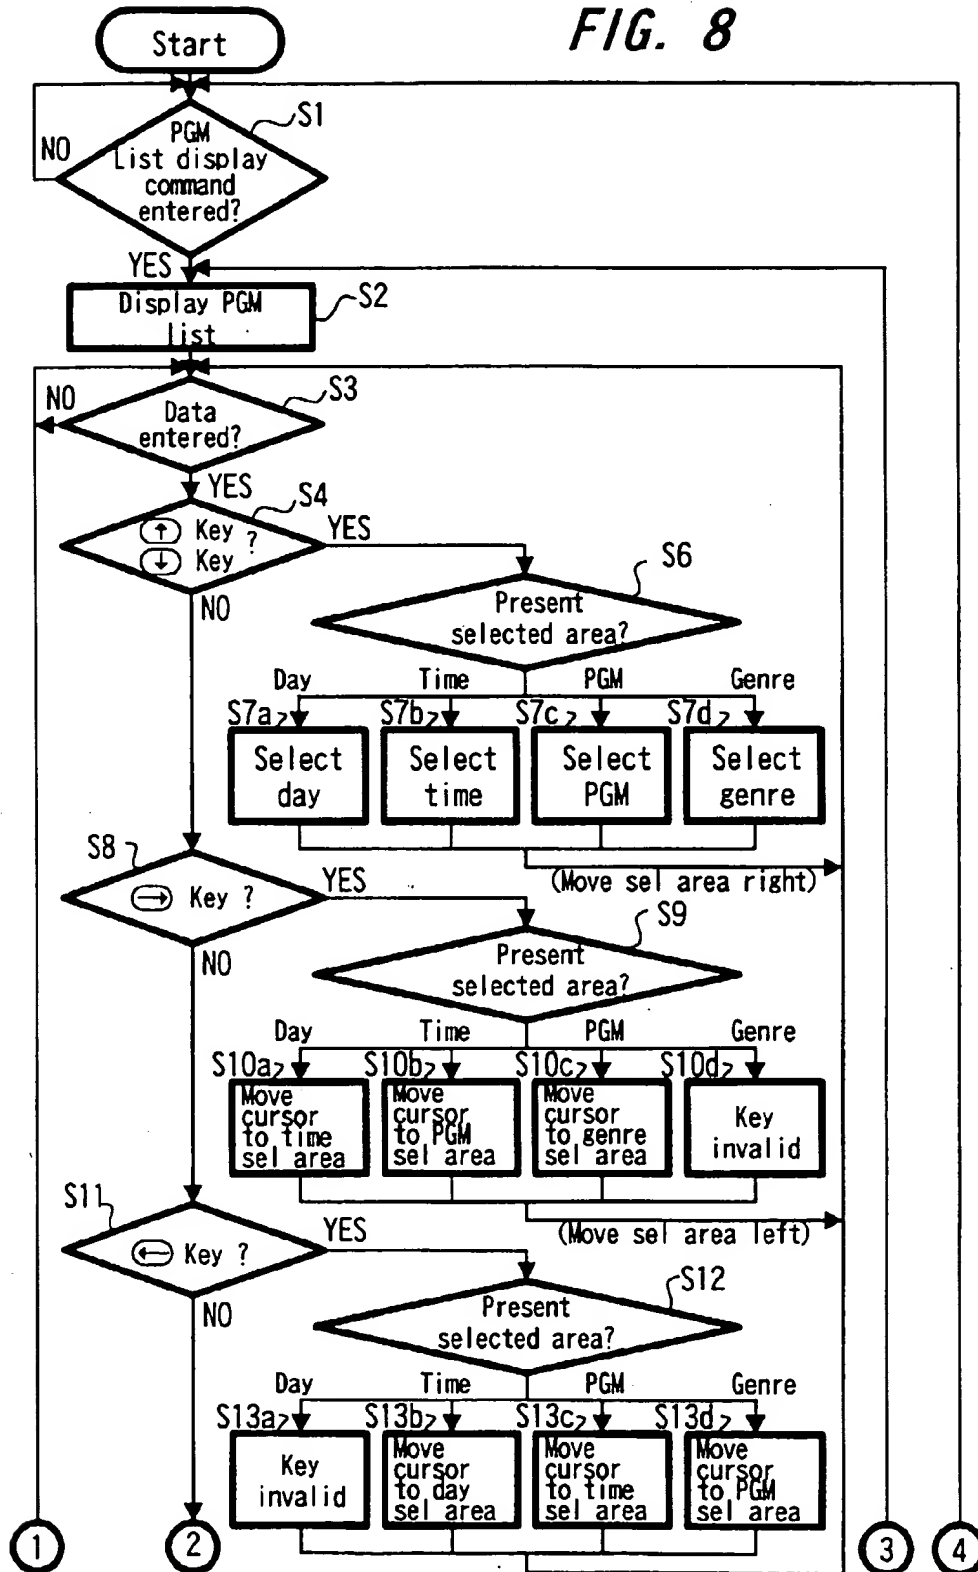 FIG. 8
Start
S1
PGM
List display
command
entered?
NO
YES
S2
Display PGM
list
S3
NO
Data
entered?
YES
S4
↑ Key ?
↓ Key
YES
NO
S6
Present
selected area?
Day Time PGM Genre
S7a S7b S7c S7d
Select
day
Select
time
Select
PGM
Select
genre
S8
→ Key ?
YES
(Move sel area right)
NO
S9
Present
selected area?
Day Time PGM Genre
S10a S10b S10c S10d
Move
cursor
to time
sel area
Move
cursor
to PGM
sel area
Move
cursor
to genre
sel area
Key
invalid
S11
← Key ?
YES
(Move sel area left)
NO
S12
Present
selected area?
Day Time PGM Genre
S13a S13b S13c S13d
Key
invalid
Move
cursor
to day
sel area
Move
cursor
to time
sel area
Move
cursor
to PGM
sel area
1 2 3 4